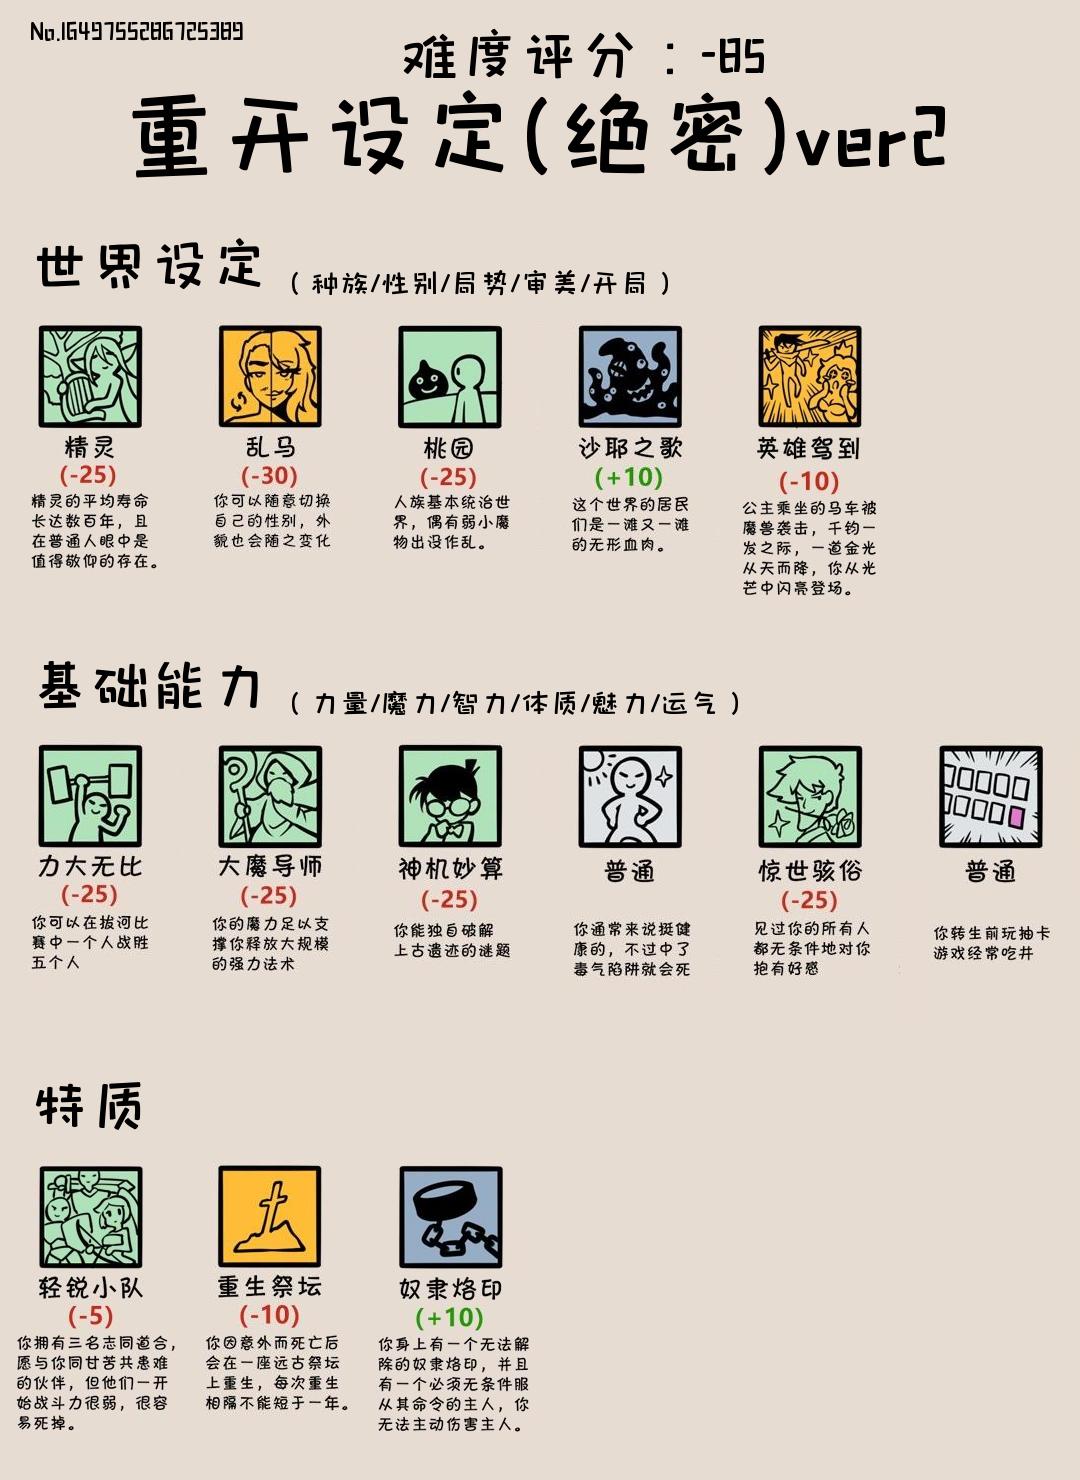 No.1649755286725389
难度评分：-85
重开设定(绝密)ver2
世界设定 （种族/性别/局势/审美/开局）
精灵
(-25)
精灵的平均寿命
长达数百年，且
在普通人眼中是
值得敬仰的存在。
乱马
(-30)
你可以随意切换
自己的性别，外
貌也会随之变化
桃园
(-25)
人族基本统治世
界，偶有弱小魔
物出没作乱。
沙耶之歌
(+10)
这个世界的居民
们是一滩又一滩
的无形血肉。
英雄驾到
(-10)
公主乘坐的马车被
魔兽袭击，千钧一
发之际，一道金光
从天而降，你从光
芒中闪亮登场。
基础能力 （力量/魔力/智力/体质/魅力/运气）
力大无比
(-25)
你可以在拔河比
赛中一个人战胜
五个人
大魔导师
(-25)
你的魔力足以支
撑你释放大规模
的强力法术
神机妙算
(-25)
你能独自破解
上古遗迹的谜题
普通
你通常来说挺健
康的，不过中了
毒气陷阱就会死
惊世骇俗
(-25)
见过你的所有人
都无条件地对你
抱有好感
普通
你转生前玩抽卡
游戏经常吃井
特质
轻锐小队
(-5)
你拥有三名志同道合，
愿与你同甘苦共患难
的伙伴，但他们一开
始战斗力很弱，很容
易死掉。
重生祭坛
(-10)
你因意外而死亡后
会在一座远古祭坛
上重生，每次重生
相隔不能短于一年。
奴隶烙印
(+10)
你身上有一个无法解
除的奴隶烙印，并且
有一个必须无条件服
从其命令的主人，你
无法主动伤害主人。